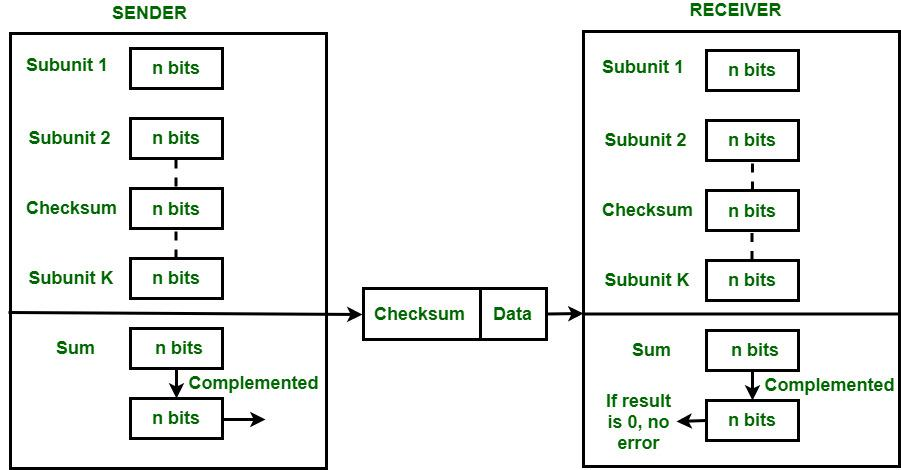 SENDER
Subunit 1
n bits
Subunit 2
n bits
Checksum
n bits
Subunit K
n bits
Sum
n bits
Complemented
n bits
Checksum
Data
RECEIVER
Subunit 1
n bits
Subunit 2
n bits
Checksum
n bits
Subunit K
n bits
Sum
n bits
Complemented
If result
is 0, no
error
n bits